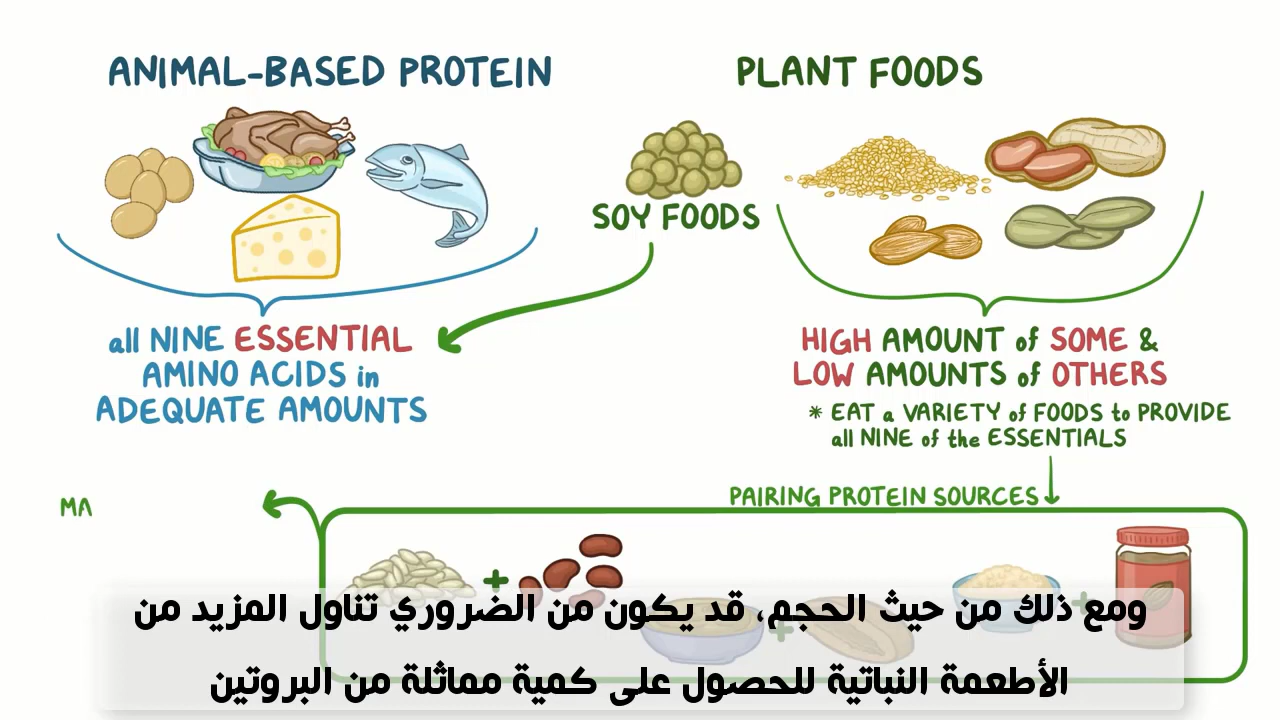 ANIMAL-BASED PROTEIN
PLANT FOODS
SOY FOODS
all NINE ESSENTIAL
AMINO ACIDS in
ADEQUATE AMOUNTS
HIGH AMOUNT of SOME &
LOW AMOUNTS of OTHERS
* EAT a VARIETY of FOODS to PROVIDE
all NINE of the ESSENTIALS
PAIRING PROTEIN SOURCES
MA
+
+
+
ومع ذلك من حيث الحجم، قد يكون من الضروري تناول المزيد من
الأطعمة النباتية للحصول على كمية مماثلة من البروتين